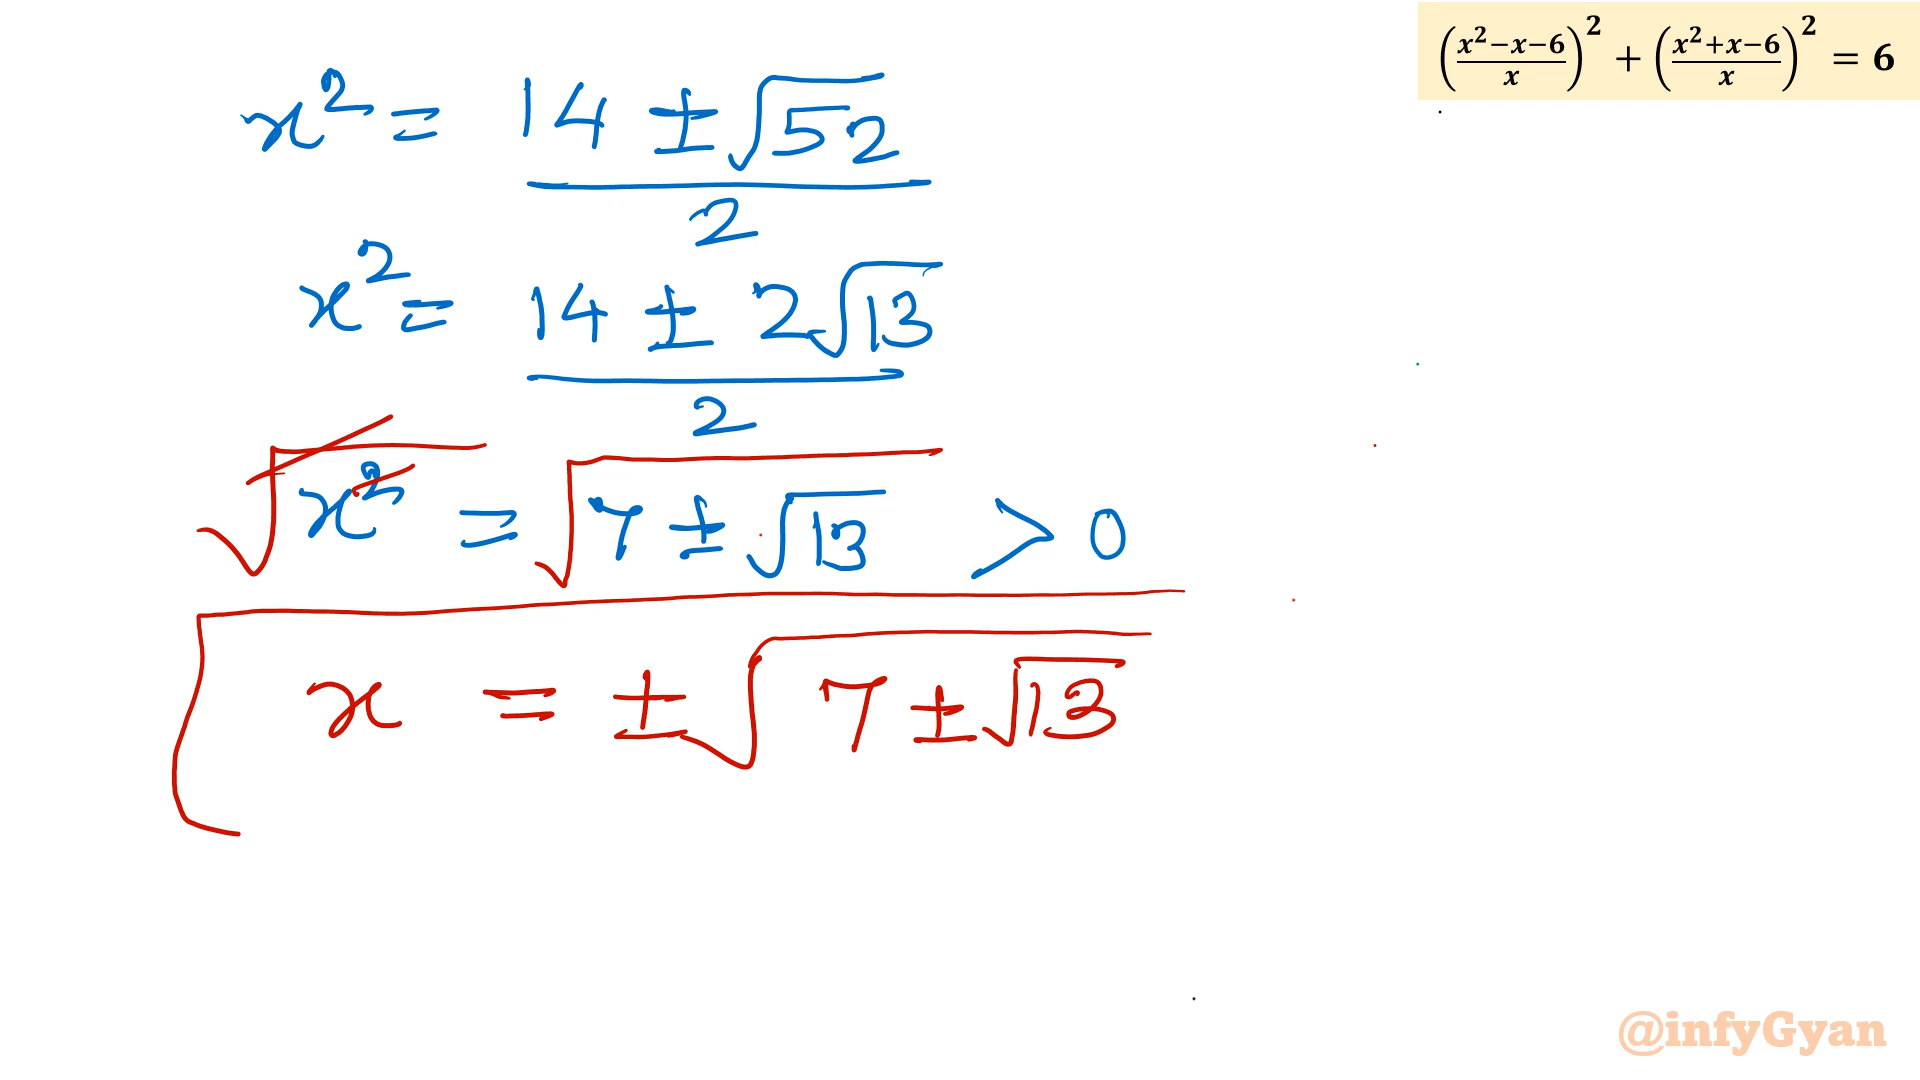 ((x²−x−6)/x)² + ((x²+x−6)/x)² = 6
x² = (14 ± √52)/2
x² = (14 ± 2√13)/2
√x² = √(7 ± √13) > 0
x = ±√(7 ± √13)
@infyGyan